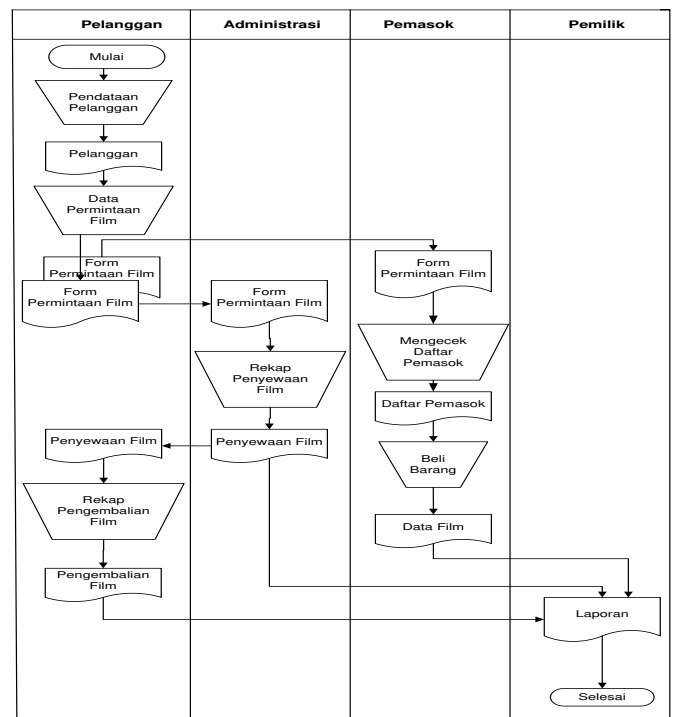 Pelanggan
Administrasi
Pemasok
Pemilik
Mulai
Pendataan
Pelanggan
Pelanggan
Data
Permintaan
Film
Form
Permintaan Film
Form
Permintaan Film
Form
Permintaan Film
Form
Permintaan Film
Rekap
Penyewaan
Film
Mengecek
Daftar
Pemasok
Daftar Pemasok
Penyewaan Film
Penyewaan Film
Beli
Barang
Rekap
Pengembalian
Film
Data Film
Pengembalian
Film
Laporan
Selesai